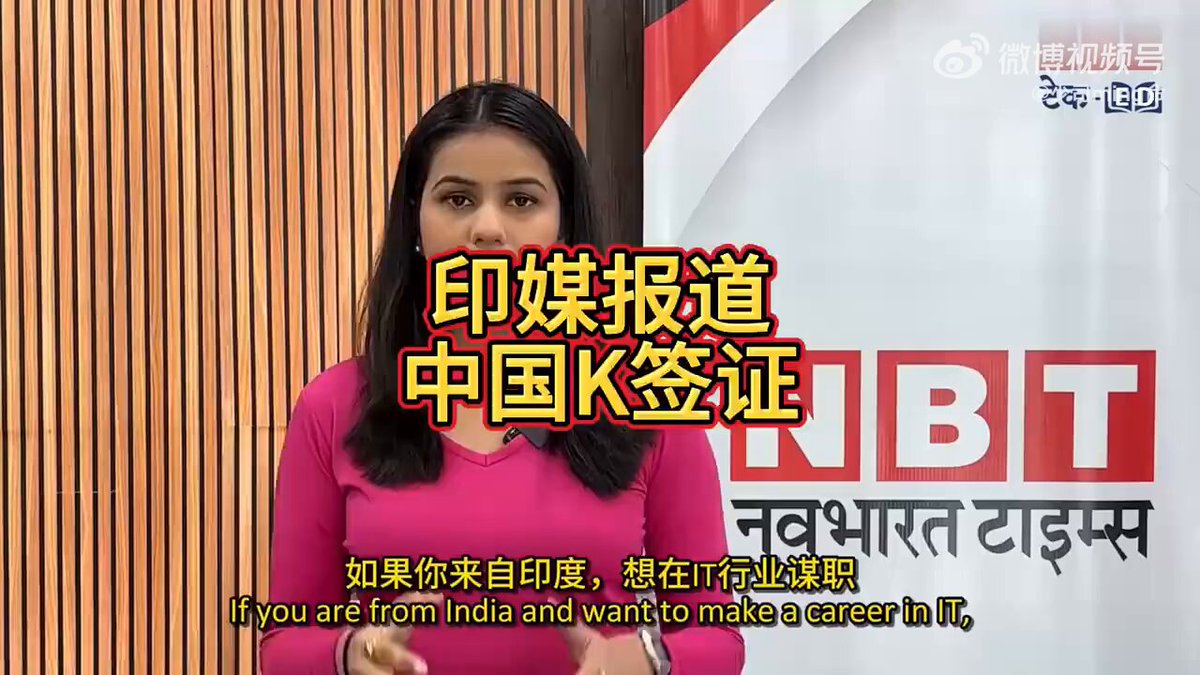 微博视频号
टेक-ED
印媒报道
中国K签证
NBT
नवभारत टाइम्स
如果你来自印度，想在IT行业谋职
If you are from India and want to make a career in IT,